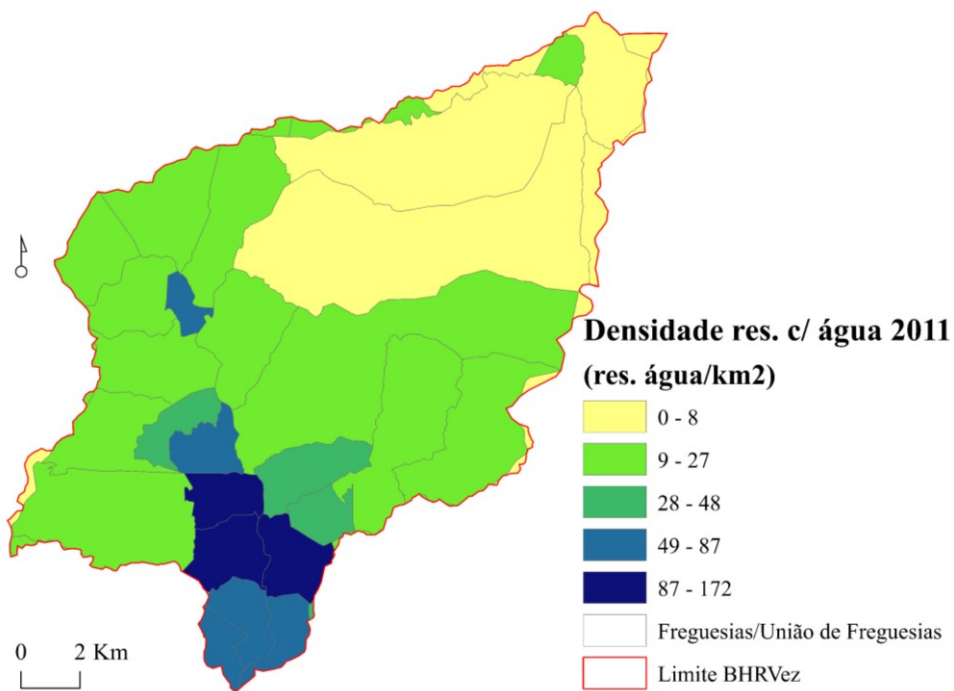 Densidade res. c/ água 2011
(res. água/km2)
0 - 8
9 - 27
28 - 48
49 - 87
87 - 172
Freguesias/União de Freguesias
Limite BHRVez
0 2 Km